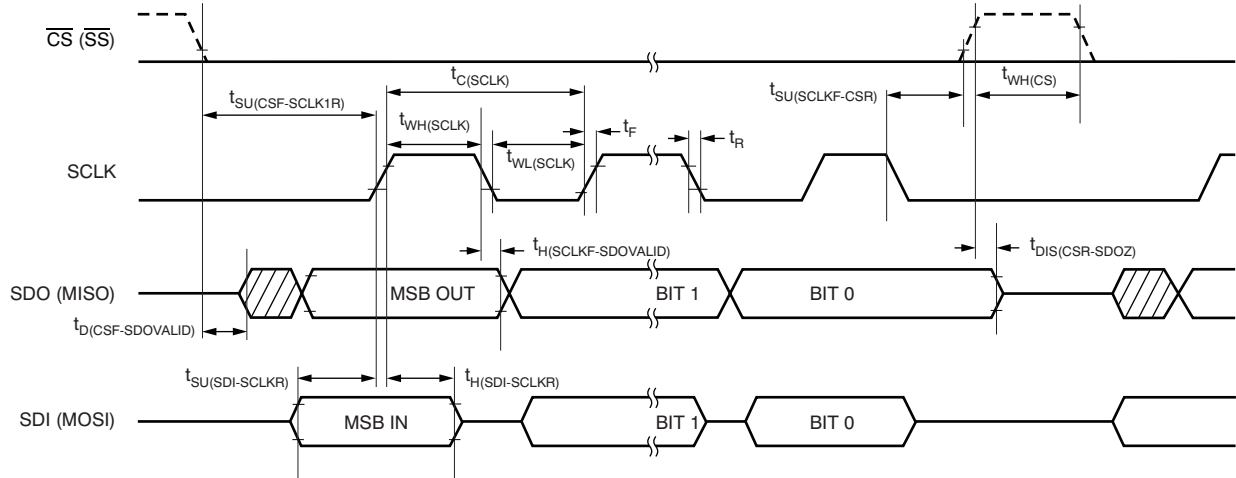 CS (SS)
tC(SCLK)
tWH(CS)
tSU(SCLKF-CSR)
tSU(CSF-SCLK1R)
tWH(SCLK)
tF
tR
tWL(SCLK)
SCLK
tH(SCLKF-SDOVALID)
tDIS(CSR-SDOZ)
SDO (MISO)
MSB OUT
BIT 1
BIT 0
tD(CSF-SDOVALID)
tSU(SDI-SCLKR)
tH(SDI-SCLKR)
SDI (MOSI)
MSB IN
BIT 1
BIT 0